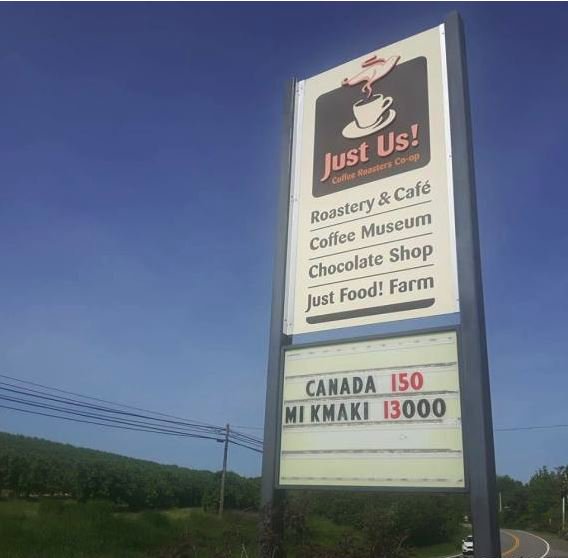 Just Us!
Coffee Roasters Co-op
Roastery & Café
Coffee Museum
Chocolate Shop
Just Food! Farm
CANADA 150
MI KMAKI 13000